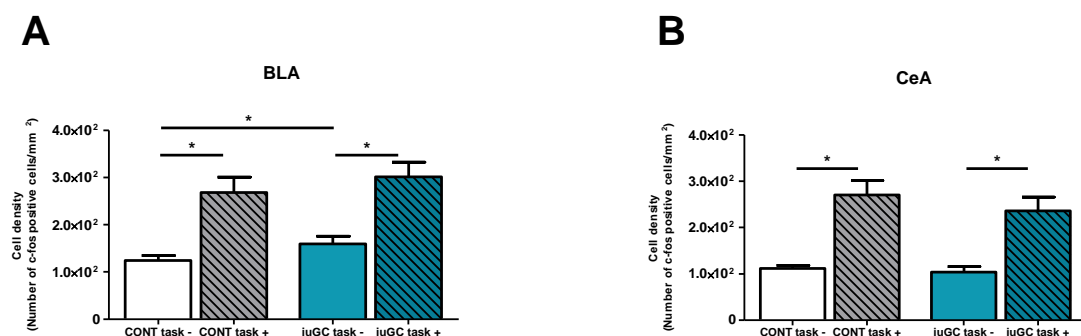 A
BLA
Cell density
(Number of c-fos positive cells/mm²)
4.0×10²
3.0×10²
2.0×10²
1.0×10²
0
*
*
*
CONT task - CONT task + iuGC task - iuGC task +
B
CeA
Cell density
(Number of c-fos positive cells/mm²)
4.0×10²
3.0×10²
2.0×10²
1.0×10²
0
*
*
CONT task - CONT task + iuGC task - iuGC task +